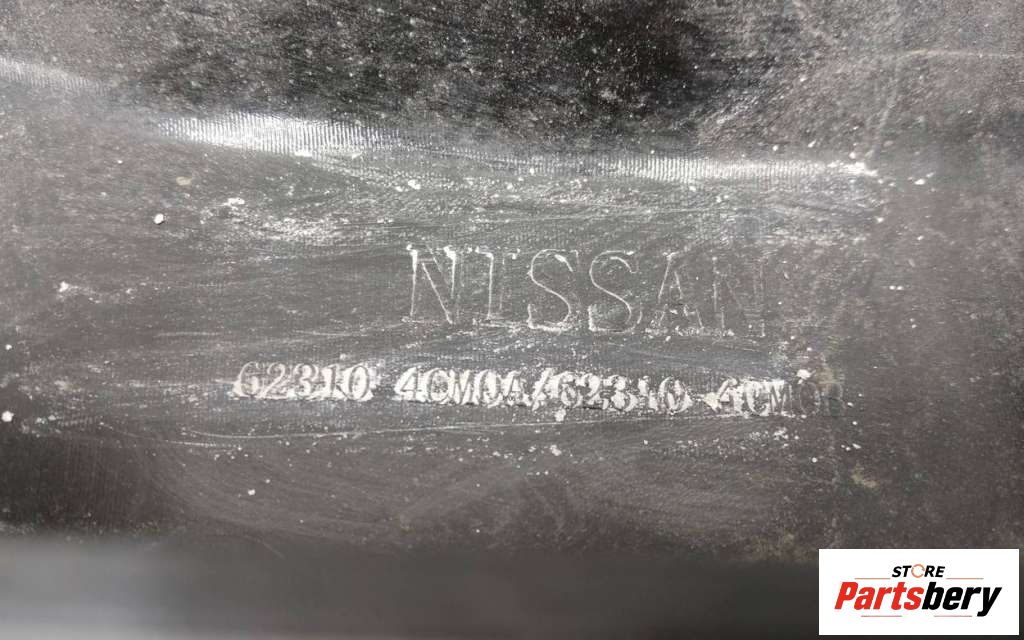 NISSAN
62310 4CM0A/62310 4CM0B
STORE
Partsbery